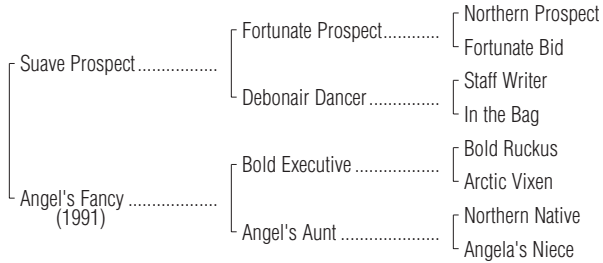 Northern Prospect
Fortunate Prospect............
Fortunate Bid
Suave Prospect.................
Staff Writer
Debonair Dancer...............
In the Bag
Bold Ruckus
Bold Executive ..................
Arctic Vixen
Angel's Fancy ...................
(1991)
Northern Native
Angel's Aunt .....................
Angela's Niece